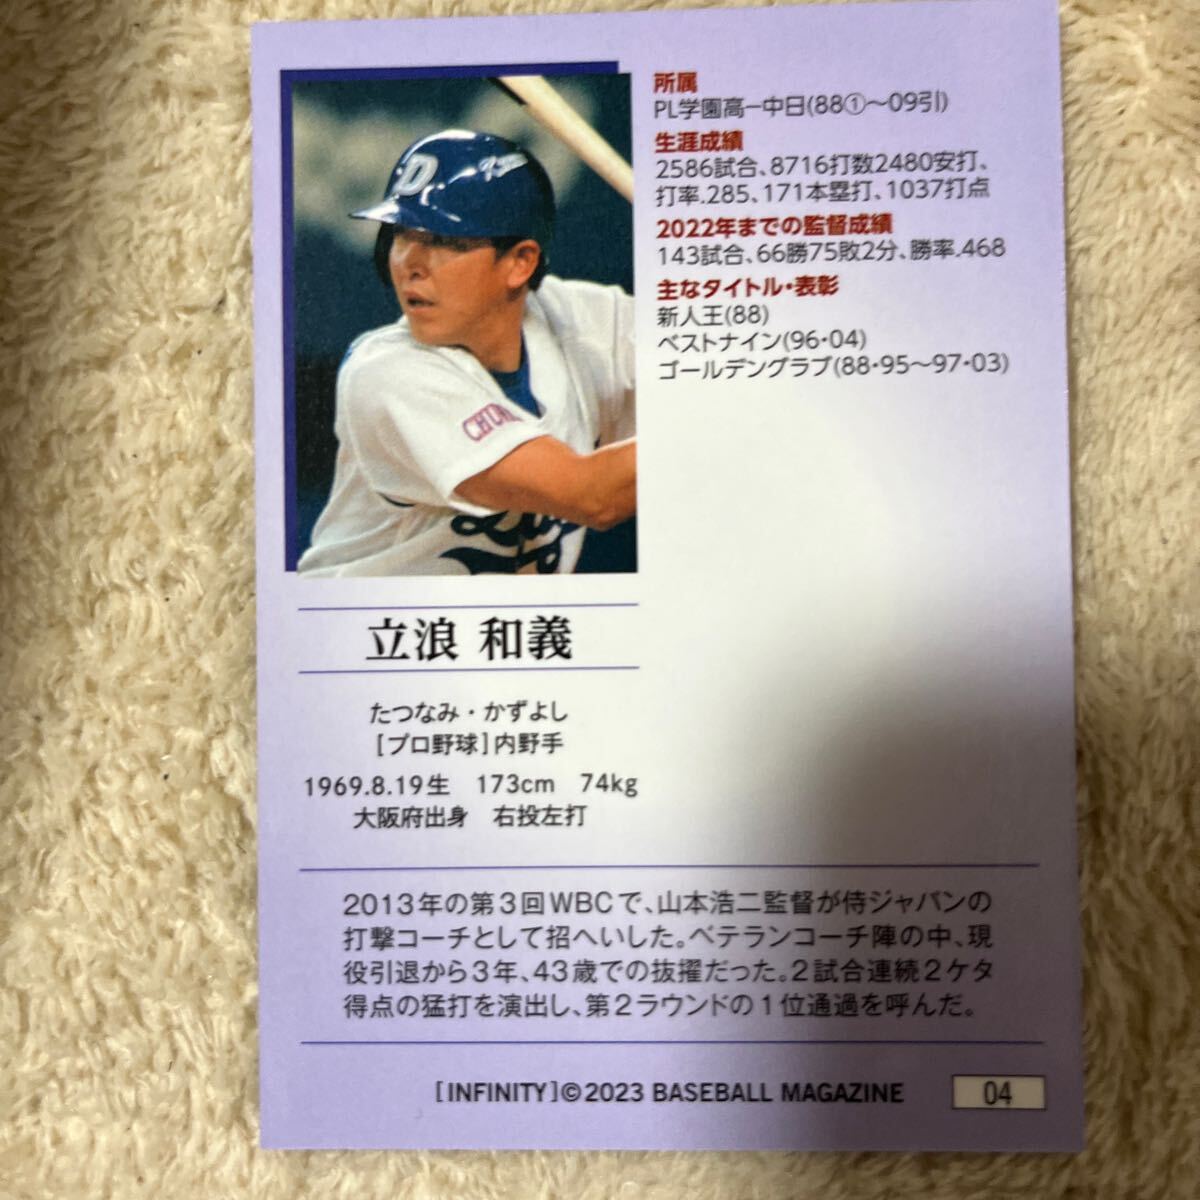 所属
PL学園高ー中日(88①〜09引)
生涯成績
2586試合、8716打数2480安打、
打率.285、171本塁打、1037打点
2022年までの監督成績
143試合、66勝75敗2分、勝率.468
主なタイトル・表彰
新人王(88)
ベストナイン(96・04)
ゴールデングラブ(88・95〜97・03)
D
立浪 和義
たつなみ・かずよし
[プロ野球]内野手
1969.8.19生 173cm 74kg
大阪府出身 右投左打
2013年の第3回WBCで、山本浩二監督が侍ジャパンの
打撃コーチとして招へいした。ベテランコーチ陣の中、現
役引退から3年、43歳での抜擢だった。2試合連続2ケタ
得点の猛打を演出し、第2ラウンドの1位通過を呼んだ。
[INFINITY]©2023 BASEBALL MAGAZINE
04